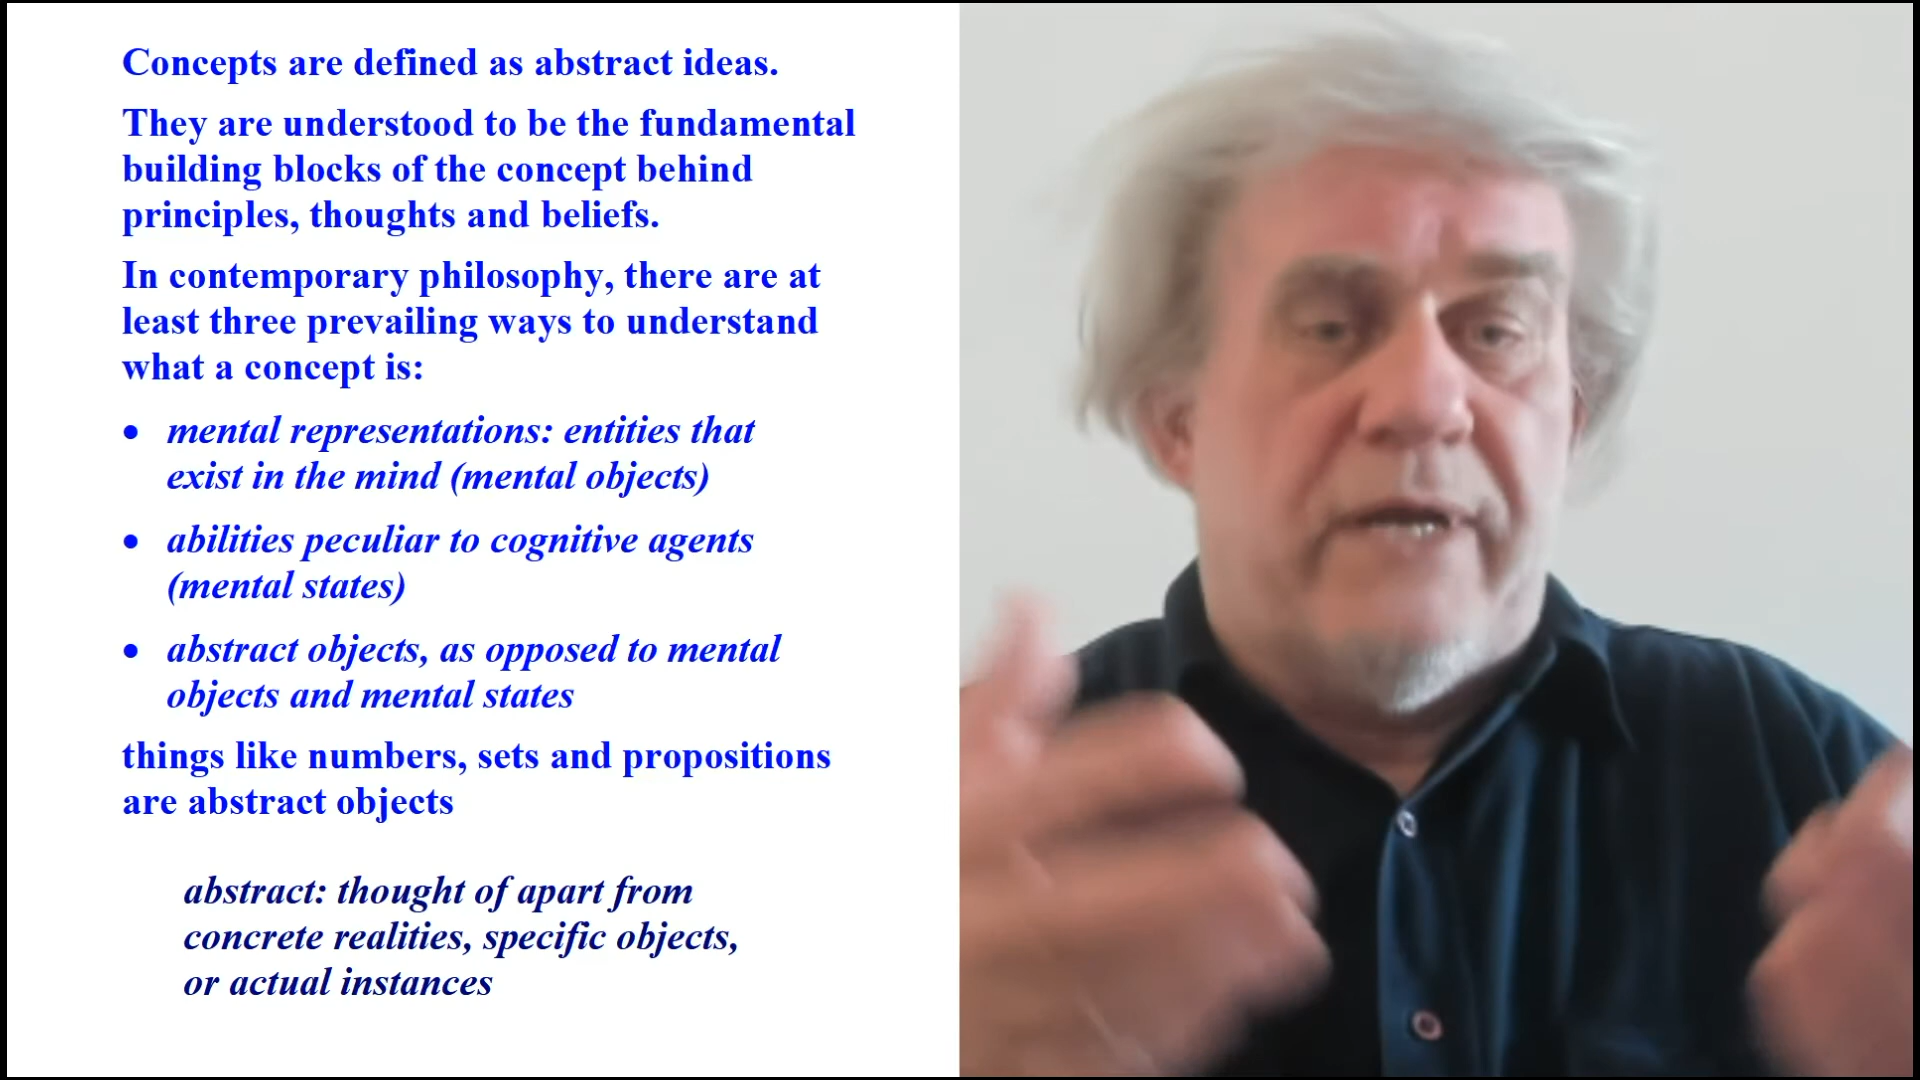 Concepts are defined as abstract ideas.
They are understood to be the fundamental
building blocks of the concept behind
principles, thoughts and beliefs.
In contemporary philosophy, there are at
least three prevailing ways to understand
what a concept is:
• mental representations: entities that
exist in the mind (mental objects)
• abilities peculiar to cognitive agents
(mental states)
• abstract objects, as opposed to mental
objects and mental states
things like numbers, sets and propositions
are abstract objects
abstract: thought of apart from
concrete realities, specific objects,
or actual instances